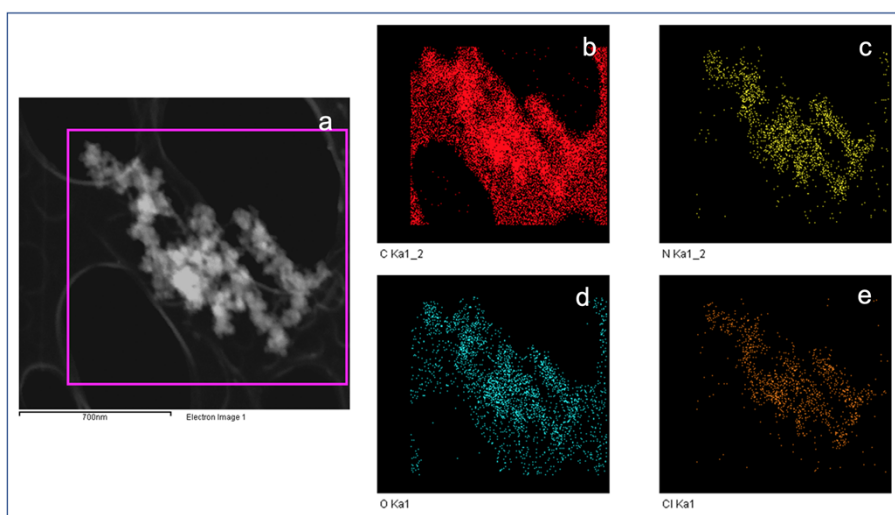 a
700nm
Electron Image 1
b
C Ka1_2
c
N Ka1_2
d
O Ka1
e
Cl Ka1